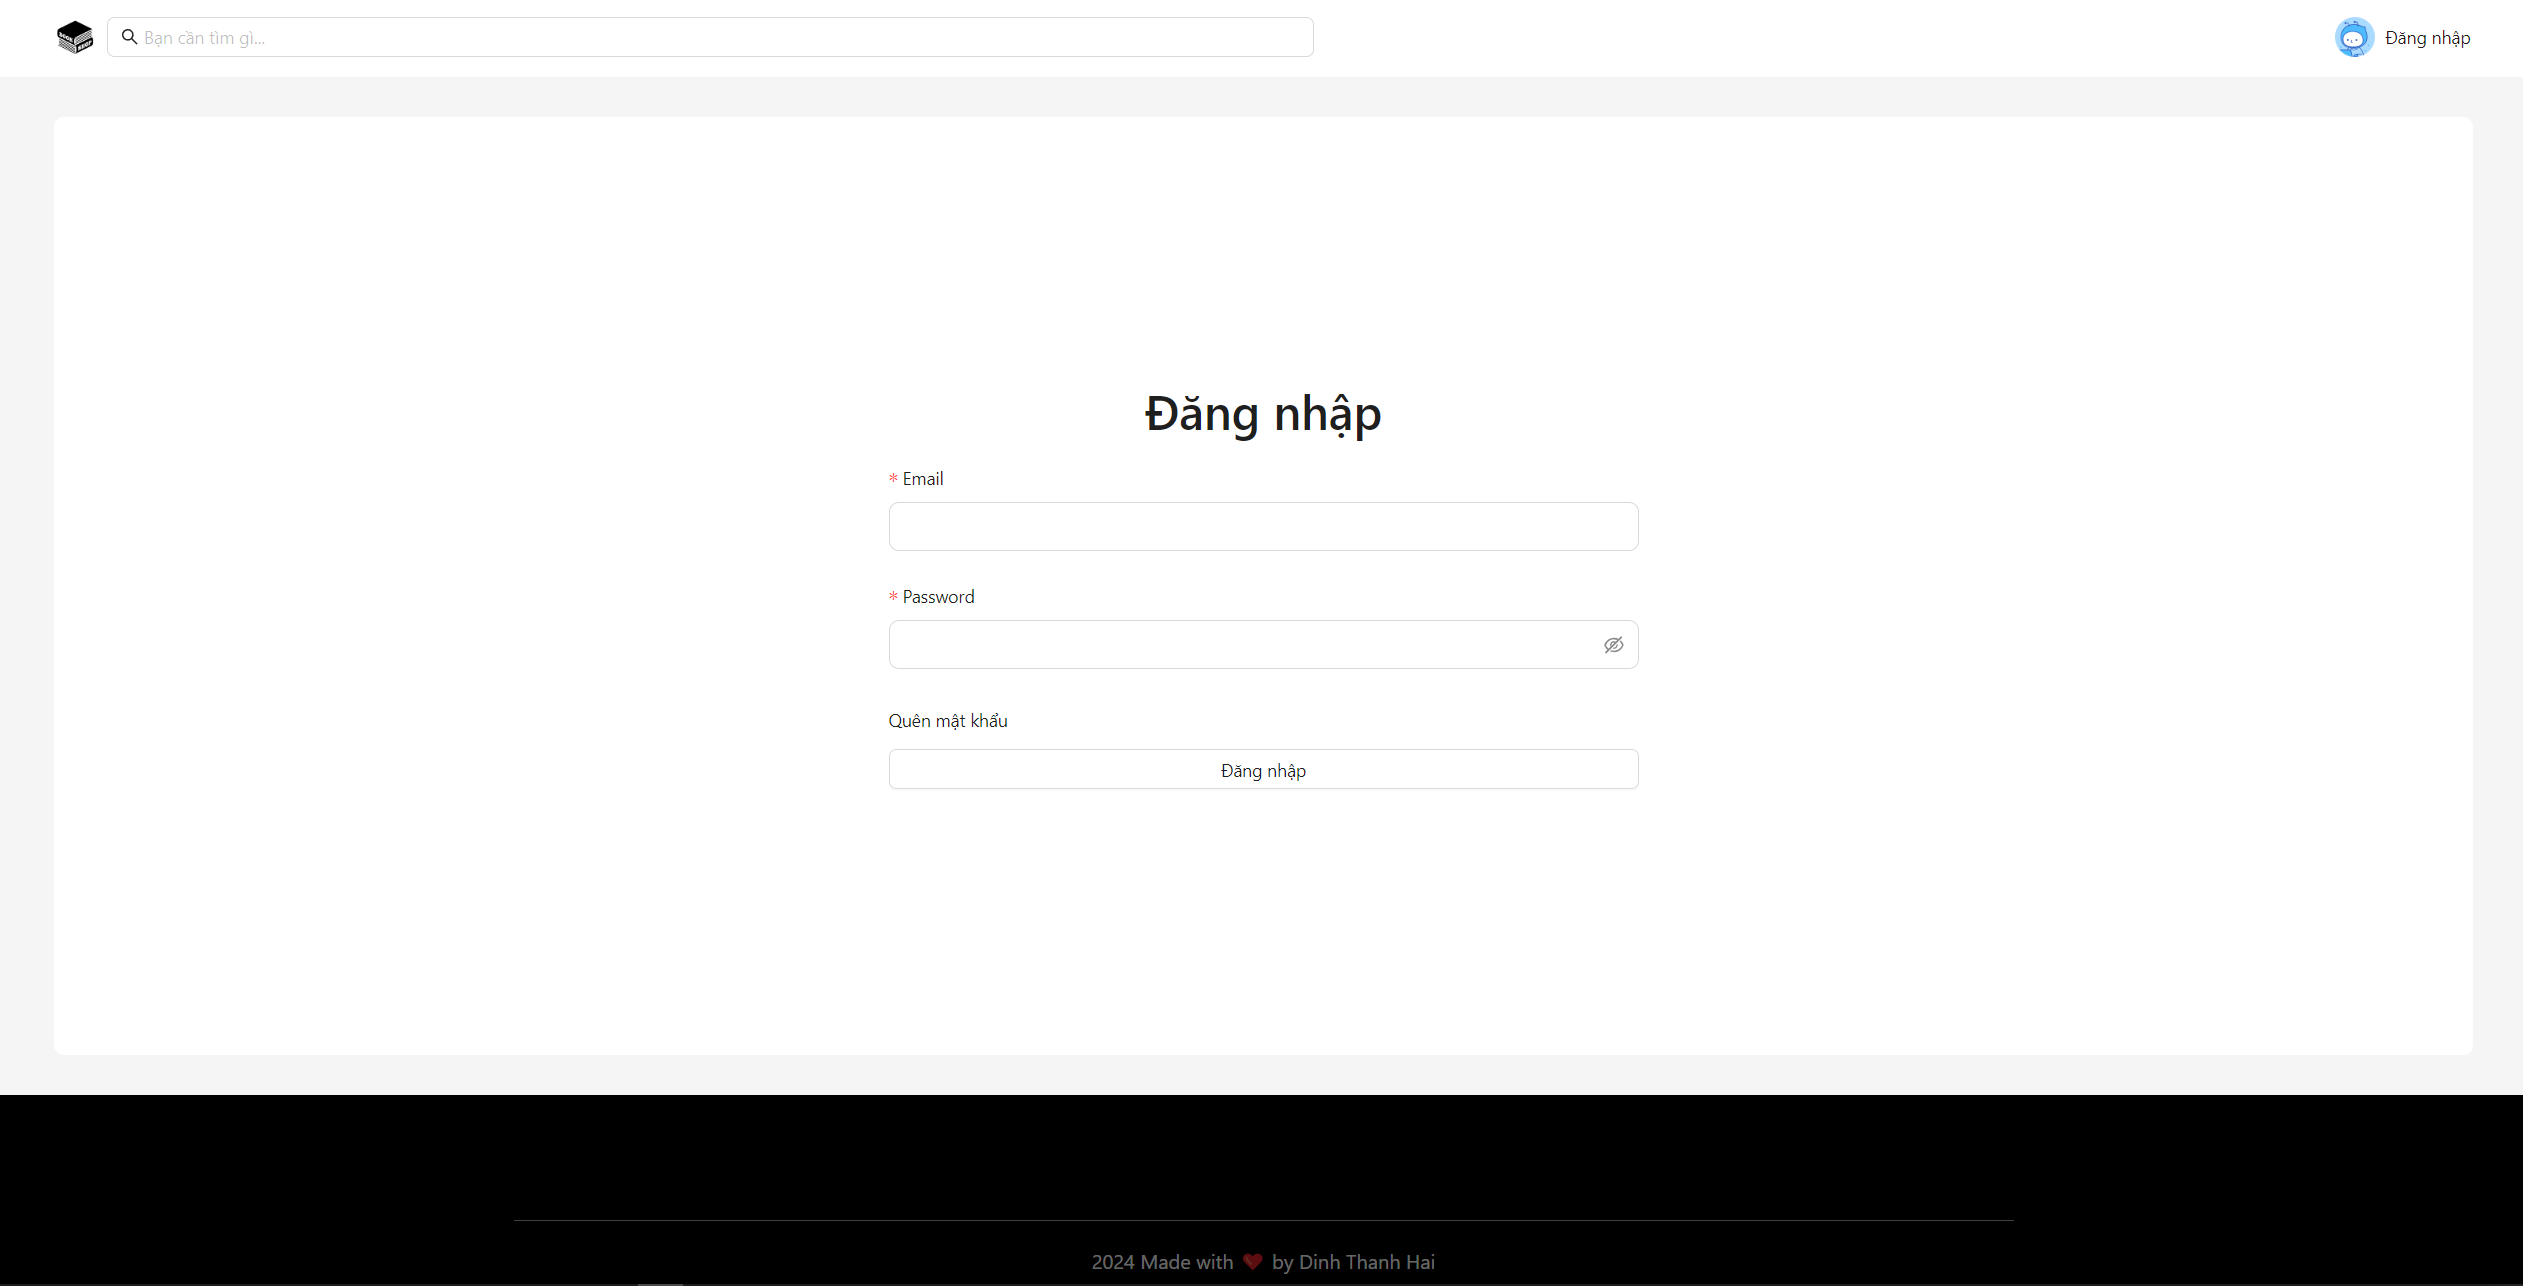 Bạn cần tìm gì...
Đăng nhập
Đăng nhập
* Email
* Password
Quên mật khẩu
Đăng nhập
2024 Made with ❤ by Dinh Thanh Hai